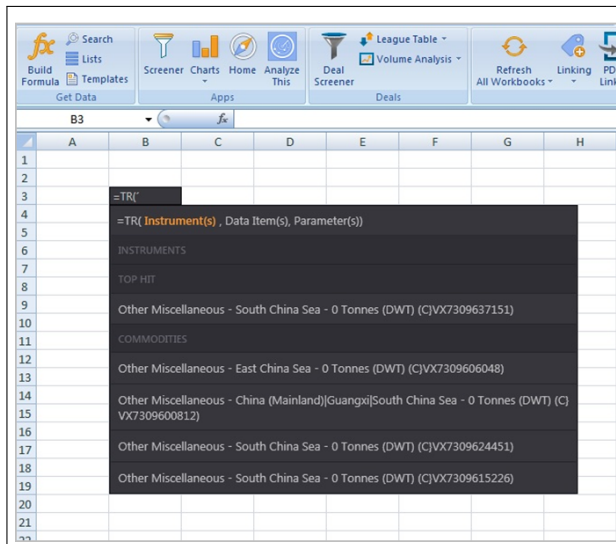 Search
Lists
Templates
Build
Formula
Get Data
Screener
Charts
Home
Analyze
This
Apps
Deal
Screener
League Table
Volume Analysis
Deals
Refresh
All Workbooks
Linking
B3
fx
A B C D E F G H
1
2
3 =TR("
4 =TR( Instrument(s) , Data Item(s), Parameter(s))
5
6 INSTRUMENTS
7
8 TOP HIT
9 Other Miscellaneous - South China Sea - 0 Tonnes (DWT) (C}VX7309637151)
10
11 COMMODITIES
12 Other Miscellaneous - East China Sea - 0 Tonnes (DWT) (C}VX7309606048)
13
14 Other Miscellaneous - China (Mainland)|Guangxi|South China Sea - 0 Tonnes (DWT) (C}
15 VX7309600812)
16
17 Other Miscellaneous - South China Sea - 0 Tonnes (DWT) (C}VX7309624451)
18
19 Other Miscellaneous - South China Sea - 0 Tonnes (DWT) (C}VX7309615226)
20
21